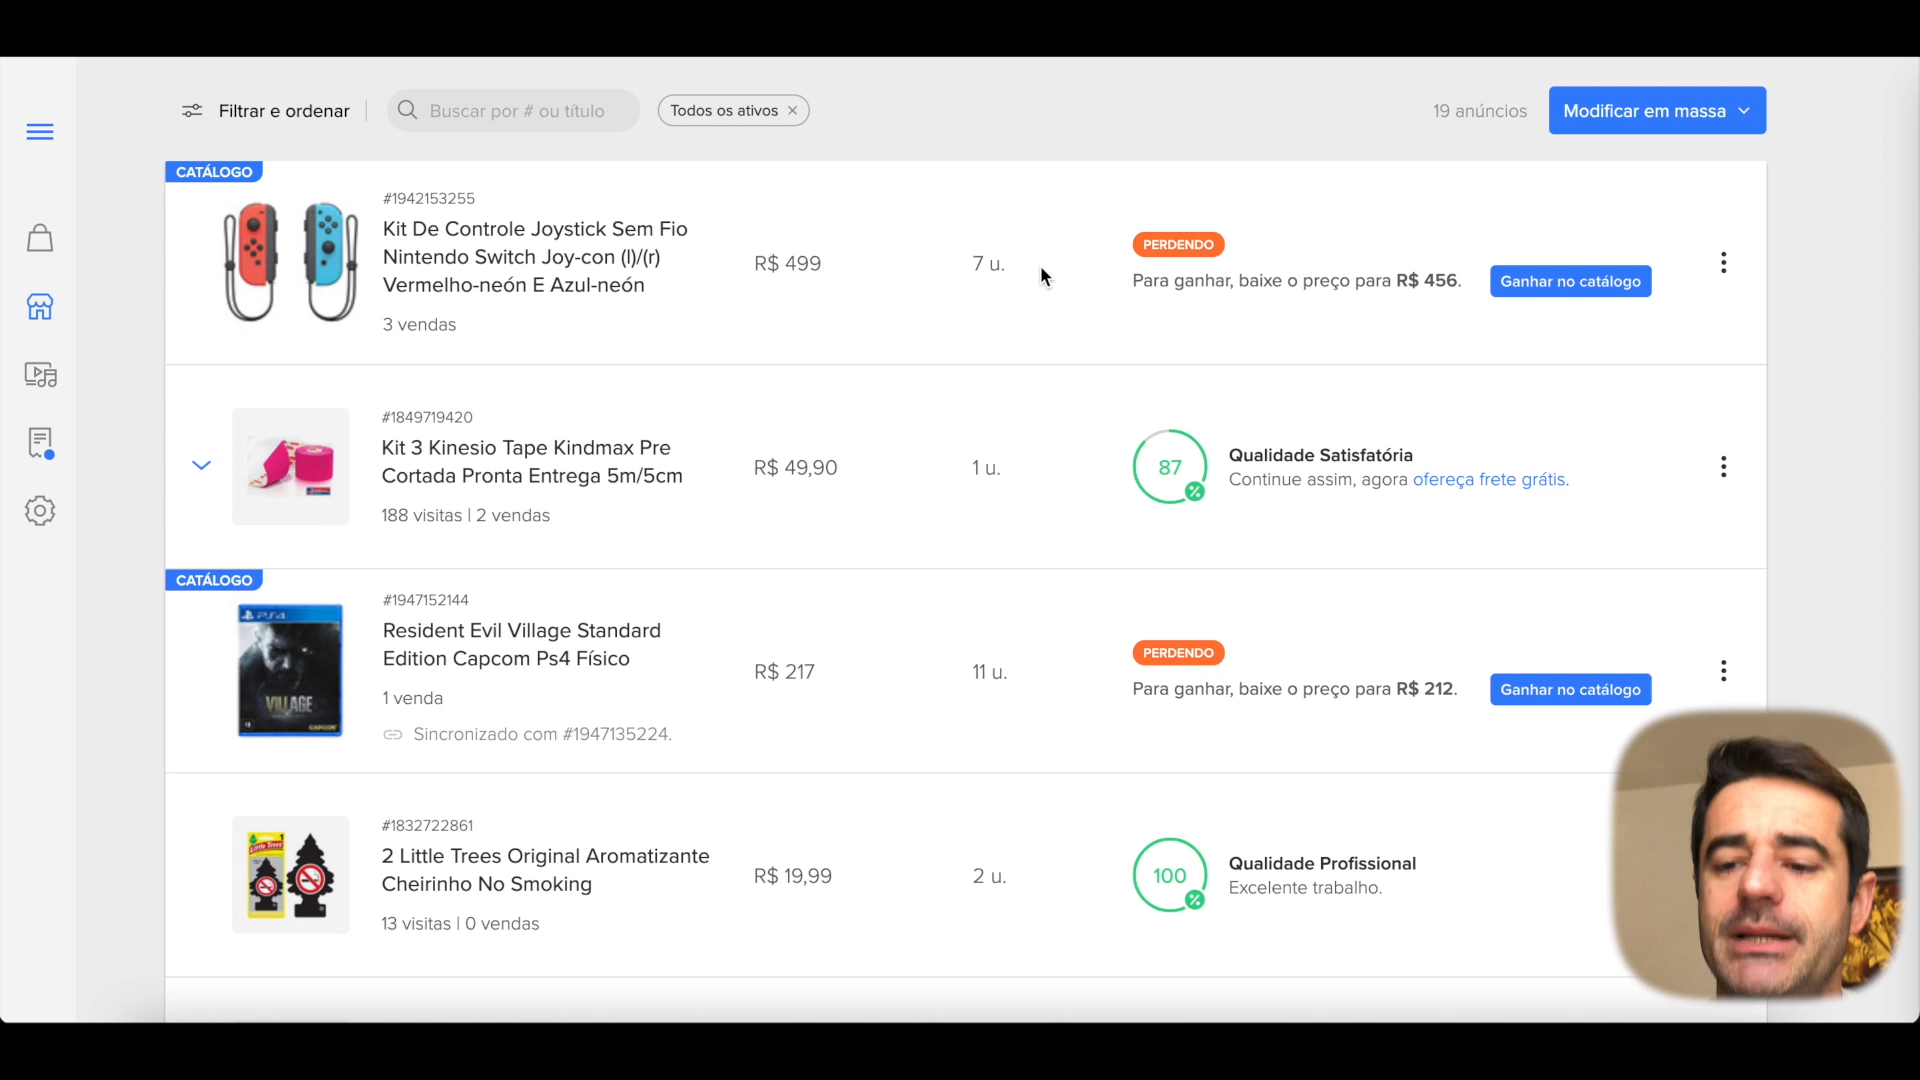 Filtrar e ordenar
Buscar por # ou título
Todos os ativos ×
19 anúncios
Modificar em massa
CATÁLOGO
#1942153255
Kit De Controle Joystick Sem Fio
Nintendo Switch Joy-con (l)/(r)
Vermelho-neón E Azul-neón
3 vendas
R$ 499
7 u.
PERDENDO
Para ganhar, baixe o preço para R$ 456.
Ganhar no catálogo
#1849719420
Kit 3 Kinesio Tape Kindmax Pre
Cortada Pronta Entrega 5m/5cm
188 visitas | 2 vendas
R$ 49,90
1 u.
87
%
Qualidade Satisfatória
Continue assim, agora ofereça frete grátis.
CATÁLOGO
PS4
VILLAGE
CAPCOM
#1947152144
Resident Evil Village Standard
Edition Capcom Ps4 Físico
1 venda
Sincronizado com #1947135224.
R$ 217
11 u.
PERDENDO
Para ganhar, baixe o preço para R$ 212.
Ganhar no catálogo
Little Trees
#1832722861
2 Little Trees Original Aromatizante
Cheirinho No Smoking
13 visitas | 0 vendas
R$ 19,99
2 u.
100
%
Qualidade Profissional
Excelente trabalho.